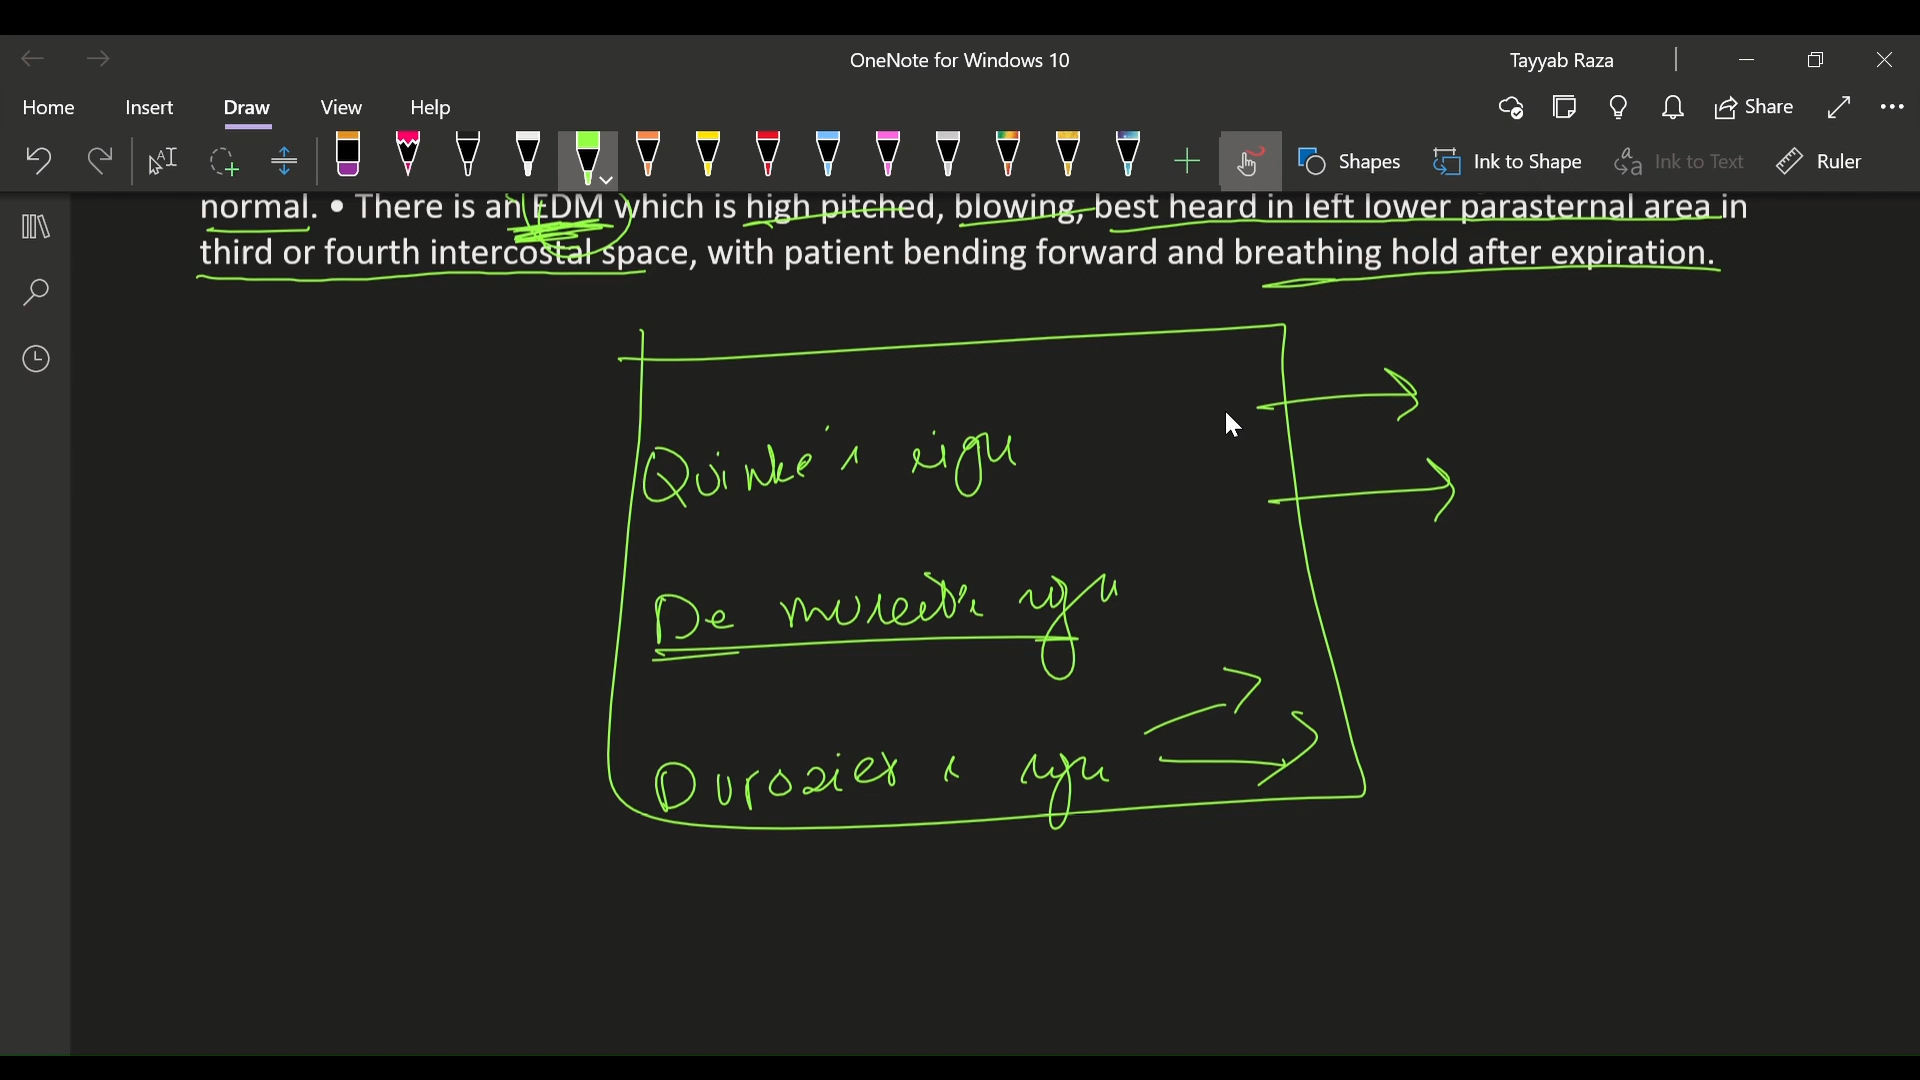 OneNote for Windows 10
Tayyab Raza
Home Insert Draw View Help
Share
Shapes Ink to Shape Ink to Text Ruler
normal. • There is an EDM which is high pitched, blowing, best heard in left lower parasternal area in
third or fourth intercostal space, with patient bending forward and breathing hold after expiration.
Quinke's sign
De musset's sign
Durozier s sign